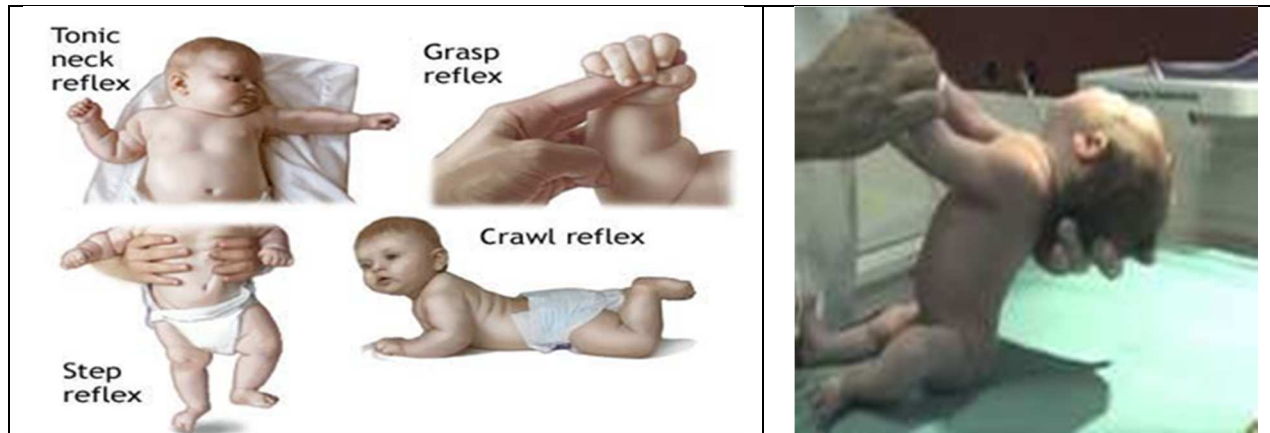 Tonic
neck
reflex
Grasp
reflex
Crawl reflex
Step
reflex